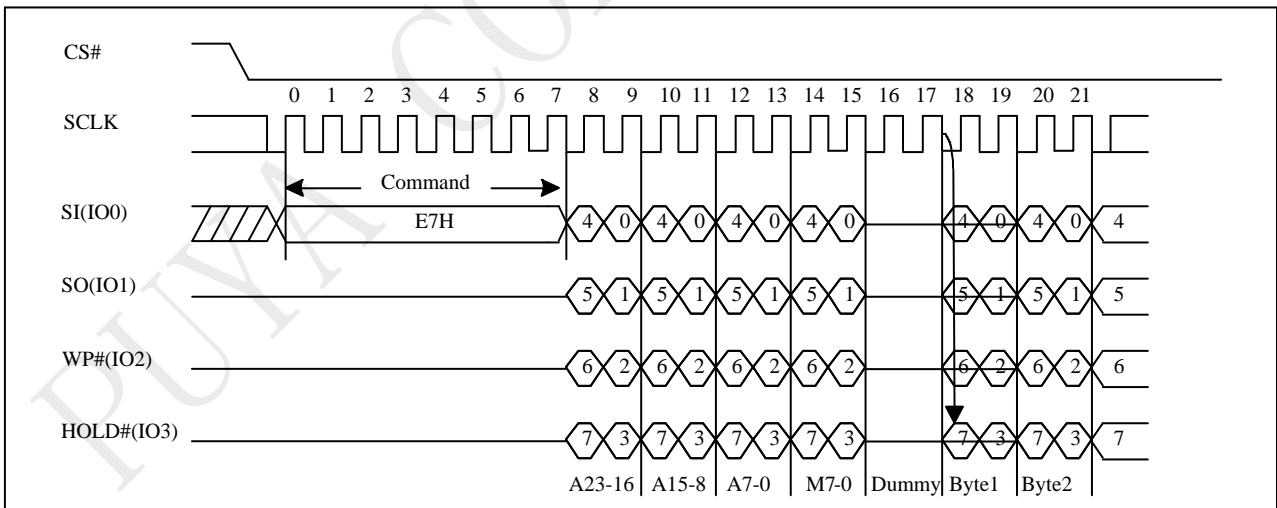 CS#
0 1 2 3 4 5 6 7 8 9 10 11 12 13 14 15 16 17 18 19 20 21
SCLK
Command
SI(IO0) E7H 4 0 4 0 4 0 4 0 4 0 4 0 4
SO(IO1) 5 1 5 1 5 1 5 1 5 1 5 1 5
WP#(IO2) 6 2 6 2 6 2 6 2 6 2 6 2 6
HOLD#(IO3) 7 3 7 3 7 3 7 3 7 3 7 3 7
A23-16 A15-8 A7-0 M7-0 Dummy Byte1 Byte2
PUYA